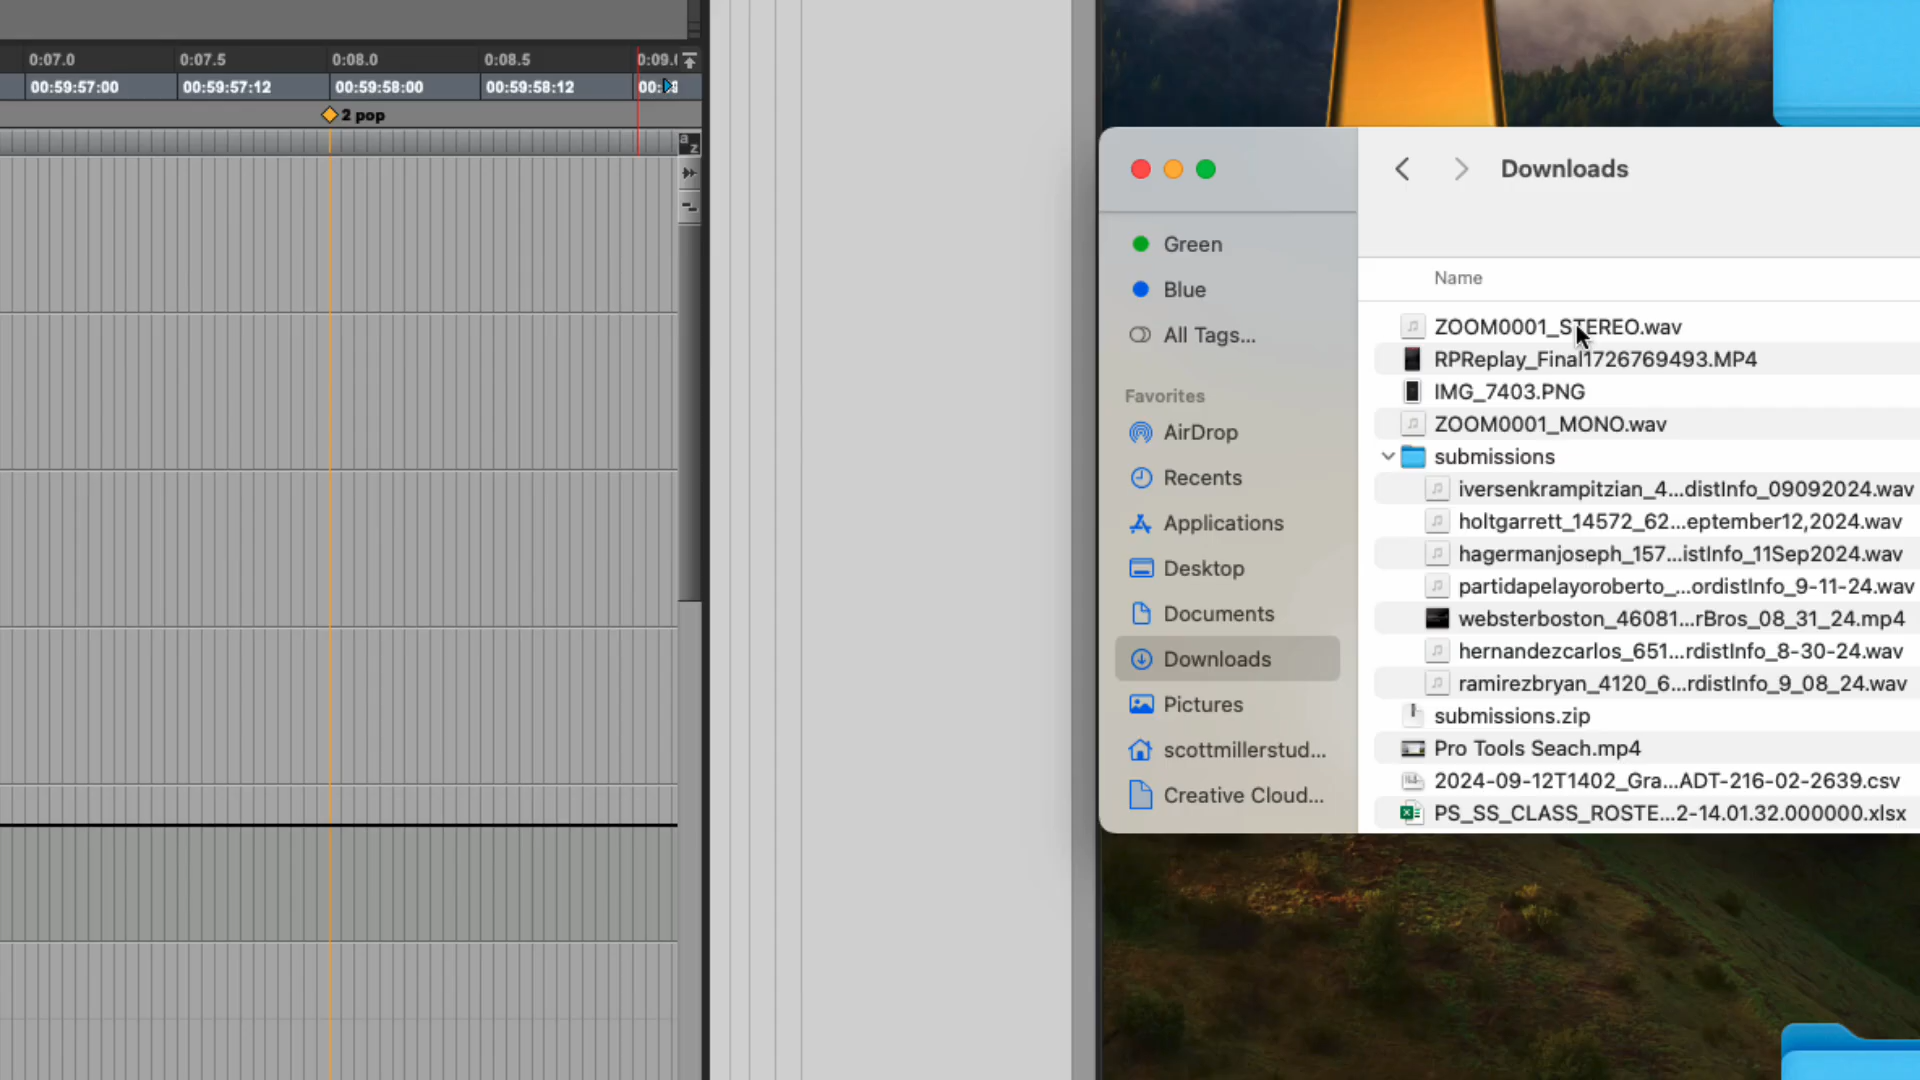 0:07.0 0:07.5 0:08.0 0:08.5 0:09.
00:59:57:00 00:59:57:12 00:59:58:00 00:59:58:12 00:
2 pop
a
z
Downloads
Green
Blue
All Tags...
Favorites
AirDrop
Recents
Applications
Desktop
Documents
Downloads
Pictures
scottmillerstud...
Creative Cloud...
Name
ZOOM0001_STEREO.wav
RPReplay_Final1726769493.MP4
IMG_7403.PNG
ZOOM0001_MONO.wav
submissions
iversenkrampitzian_4...distInfo_09092024.wav
holtgarrett_14572_62...eptember12,2024.wav
hagermanjoseph_157...istInfo_11Sep2024.wav
partidapelayoroberto_...ordistInfo_9-11-24.wav
websterboston_46081...rBros_08_31_24.mp4
hernandezcarlos_651...rdistInfo_8-30-24.wav
ramirezbryan_4120_6...rdistInfo_9_08_24.wav
submissions.zip
Pro Tools Seach.mp4
2024-09-12T1402_Gra...ADT-216-02-2639.csv
PS_SS_CLASS_ROSTE...2-14.01.32.000000.xlsx